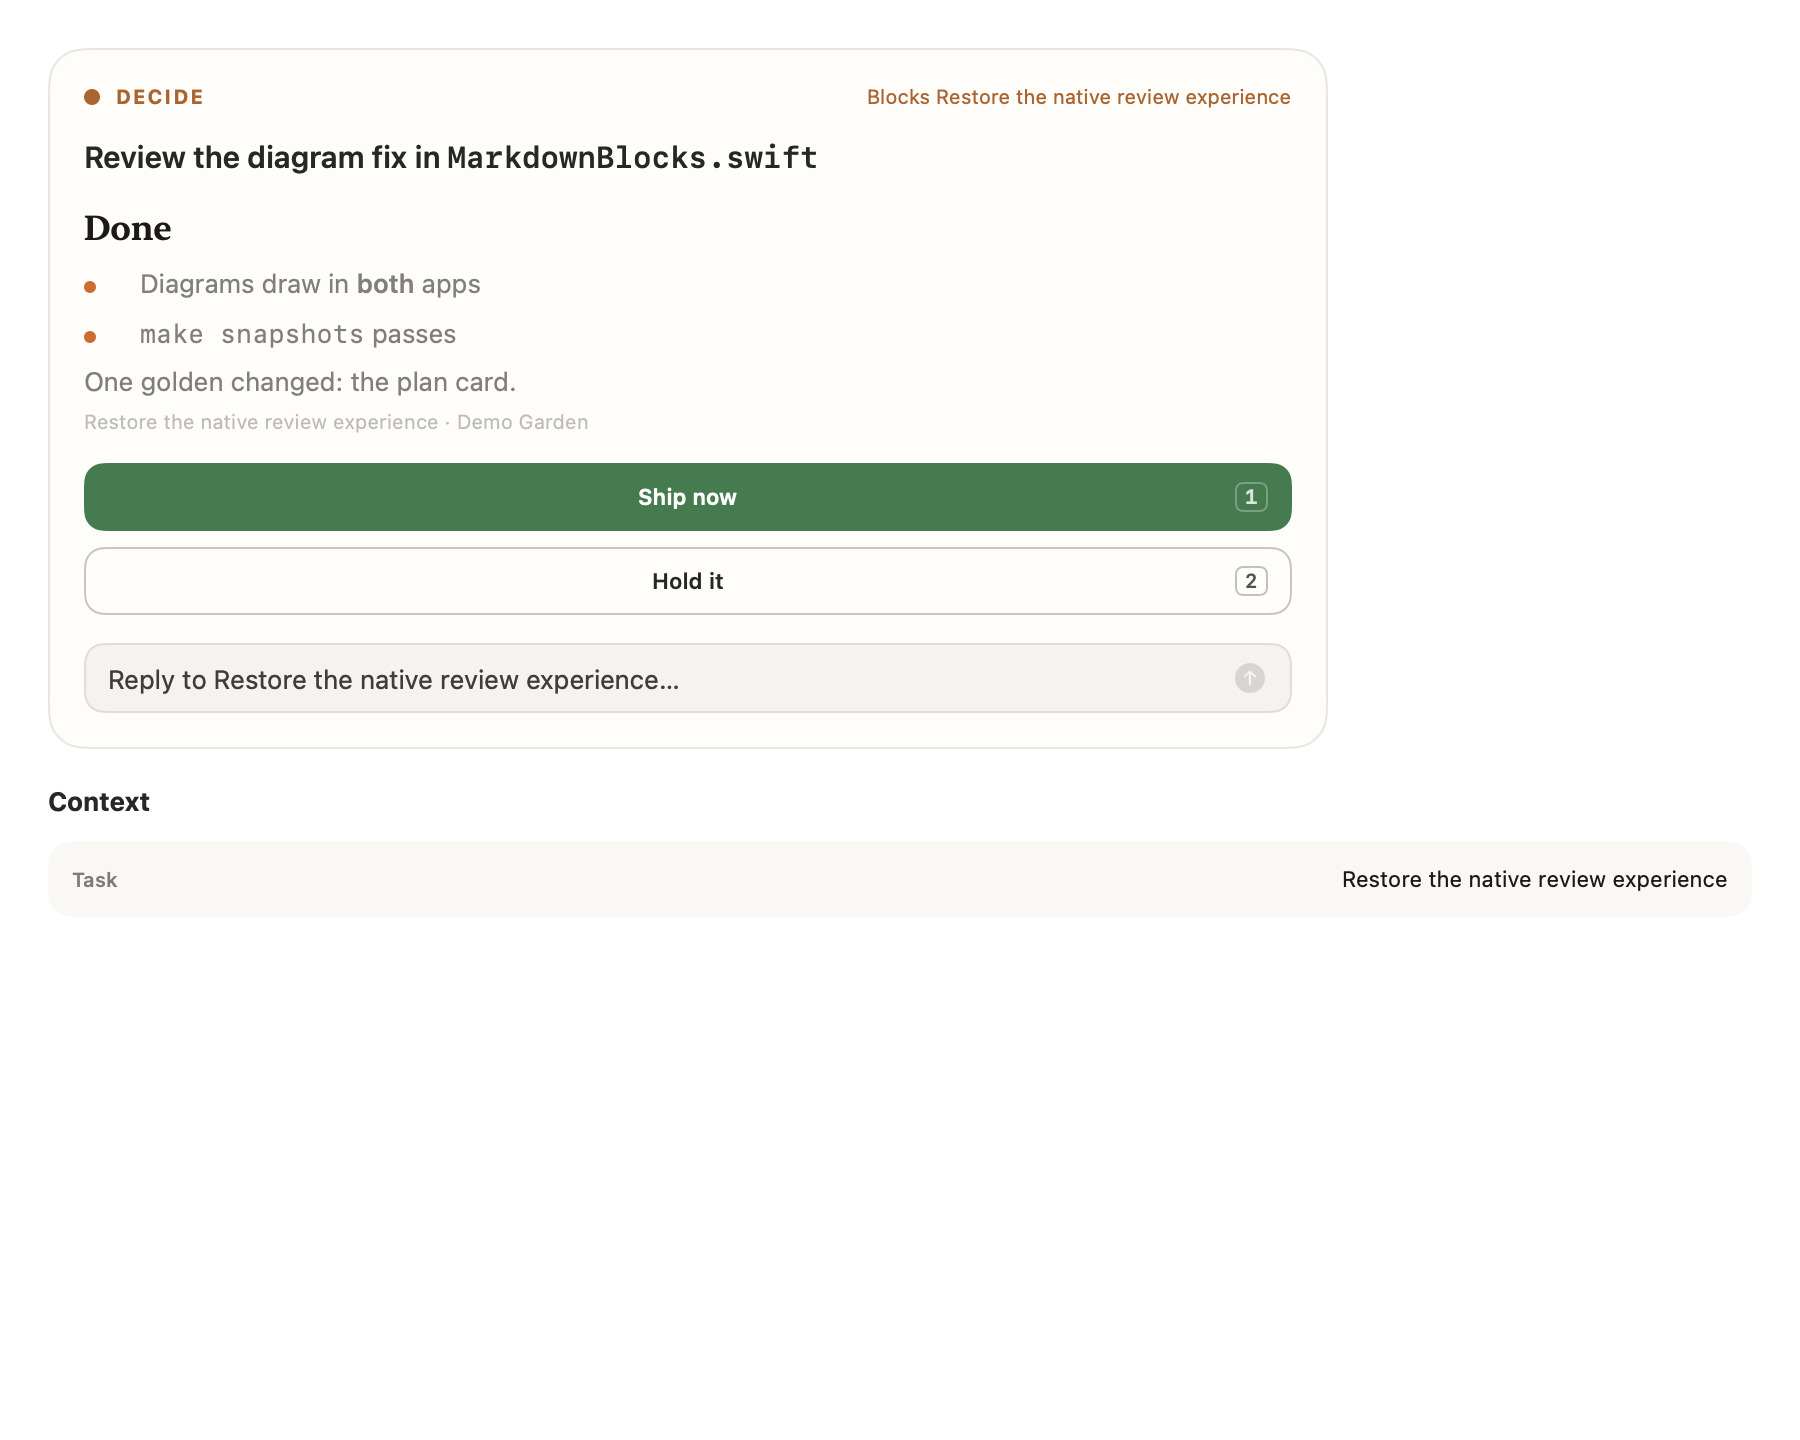 DECIDE
Blocks Restore the native review experience
Review the diagram fix in MarkdownBlocks.swift
Done
Diagrams draw in both apps
make snapshots passes
One golden changed: the plan card.
Restore the native review experience · Demo Garden
Ship now 1
Hold it 2
Reply to Restore the native review experience...
Context
Task Restore the native review experience